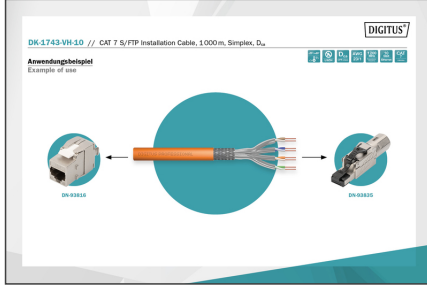 DIGITUS®
DK-1743-VH-10 // CAT 7 S/FTP Installation Cable, 1000 m, Simplex, Dca
Anwendungsbeispiel
Example of use
DN-93816
DN-93835